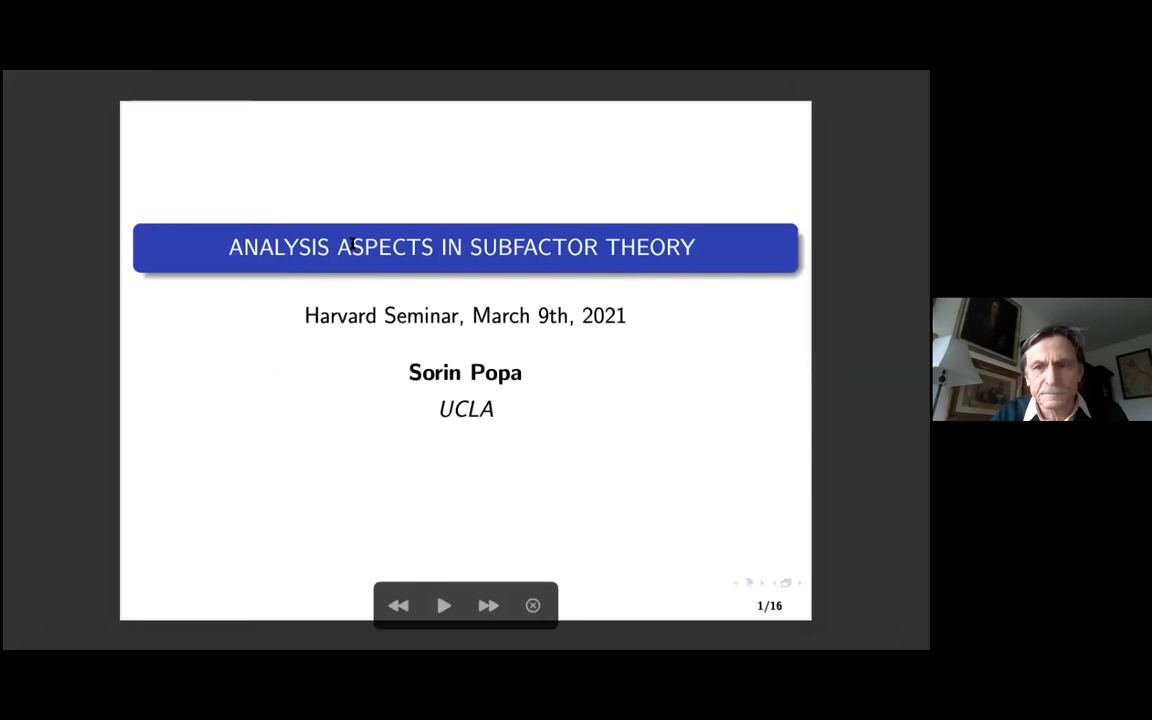 ANALYSIS ASPECTS IN SUBFACTOR THEORY
Harvard Seminar, March 9th, 2021
Sorin Popa
UCLA
1/16